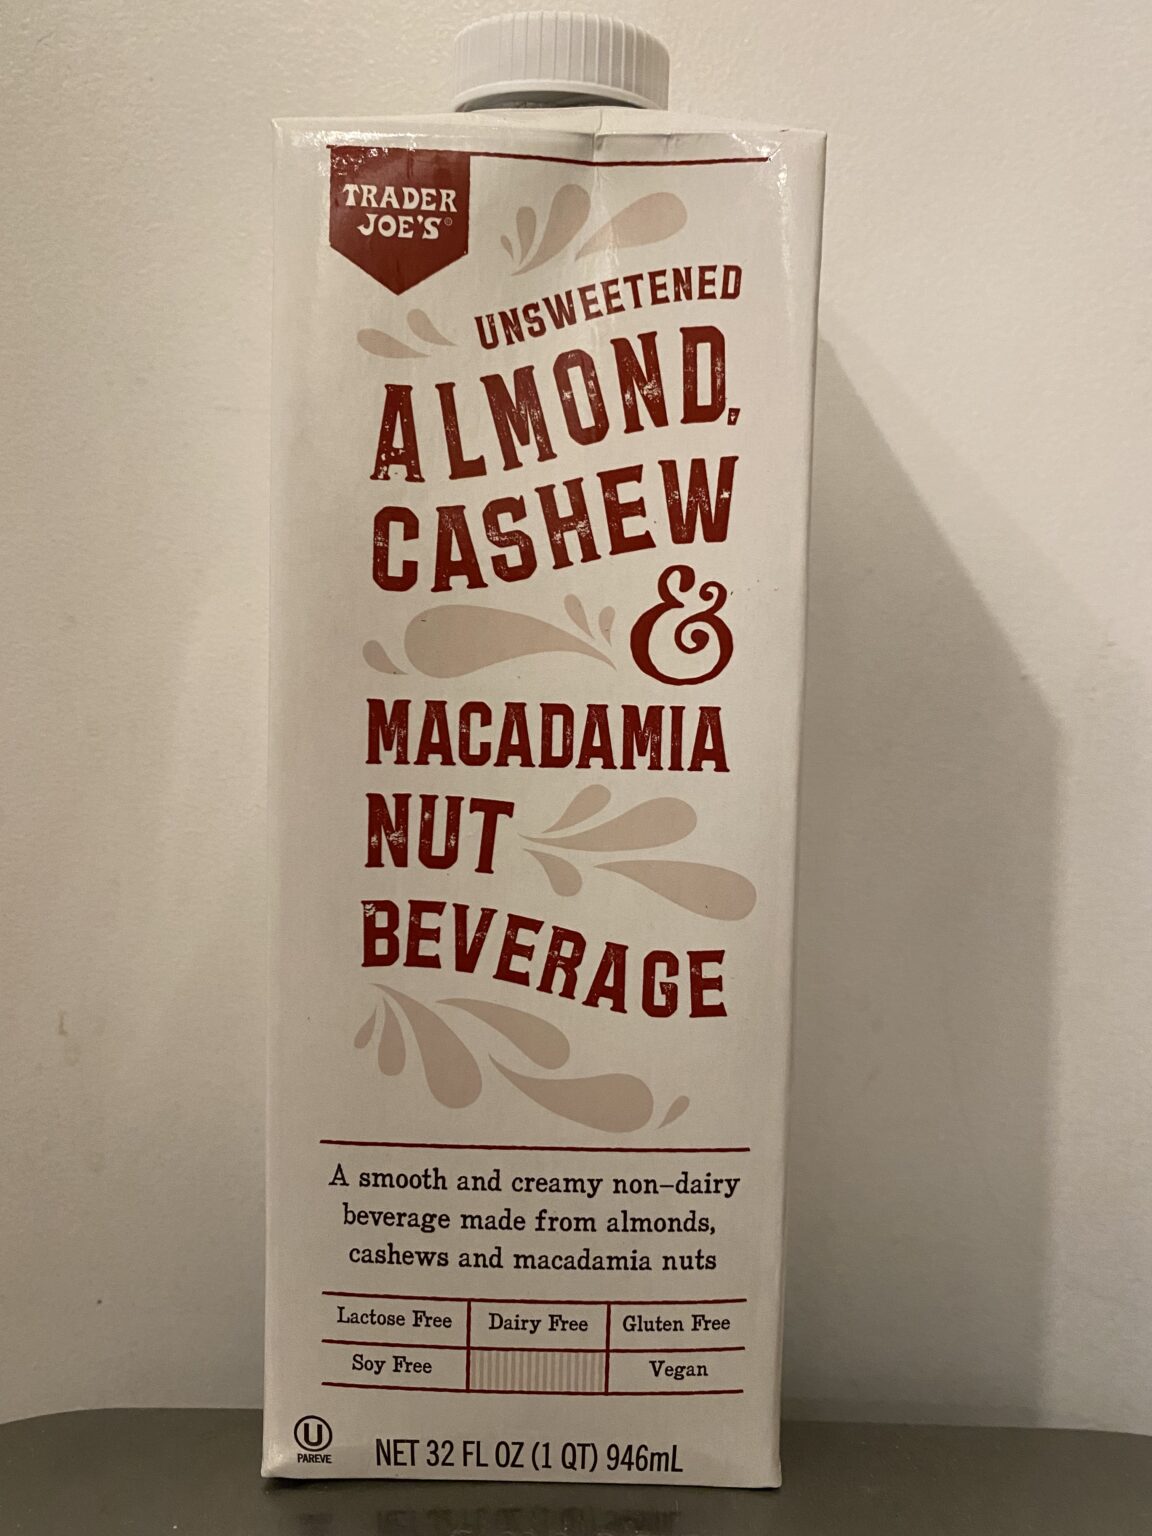 TRADER
JOE'S®
UNSWEETENED
ALMOND,
CASHEW
&
MACADAMIA
NUT
BEVERAGE
A smooth and creamy non-dairy
beverage made from almonds,
cashews and macadamia nuts
Lactose Free Dairy Free Gluten Free
Soy Free Vegan
U
PAREVE
NET 32 FL OZ (1 QT) 946mL